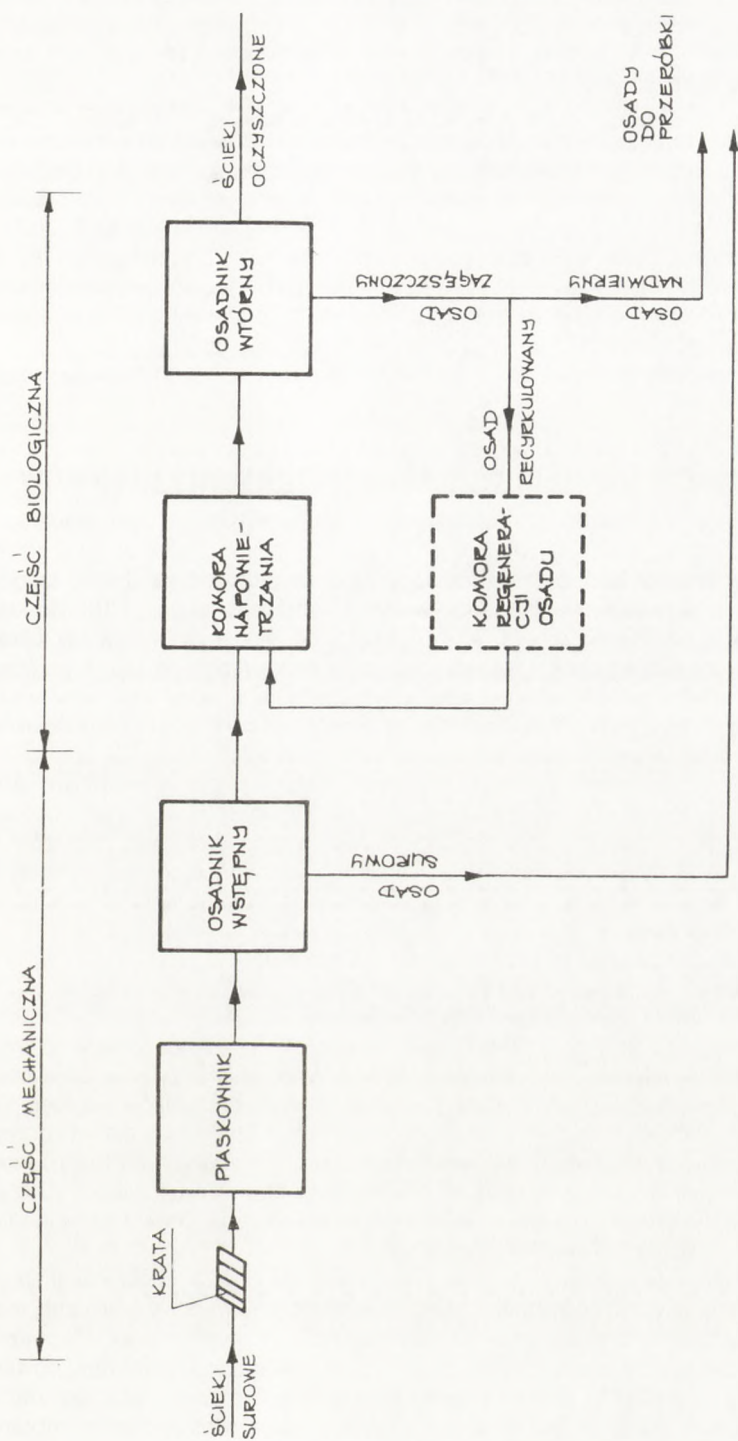 CZĘŚĆ MECHANICZNA
CZĘŚĆ BIOLOGICZNA
ŚCIEKI
SUROWE
KRATA
PIASKOWNIK
OSADNIK
WSTĘPNY
KOMORA
NAPOWIE-
TRZANIA
OSADNIK
WTÓRNY
ŚCIEKI
OCZYSZCZONE
OSAD
SUROWY
KOMORA
REGENERA-
CJI
OSADU
OSAD
RECYRKULOWANY
OSAD
ZAGĘSZCZONY
OSAD
NADMIERNY
OSADY
DO
PRZERÓBKI